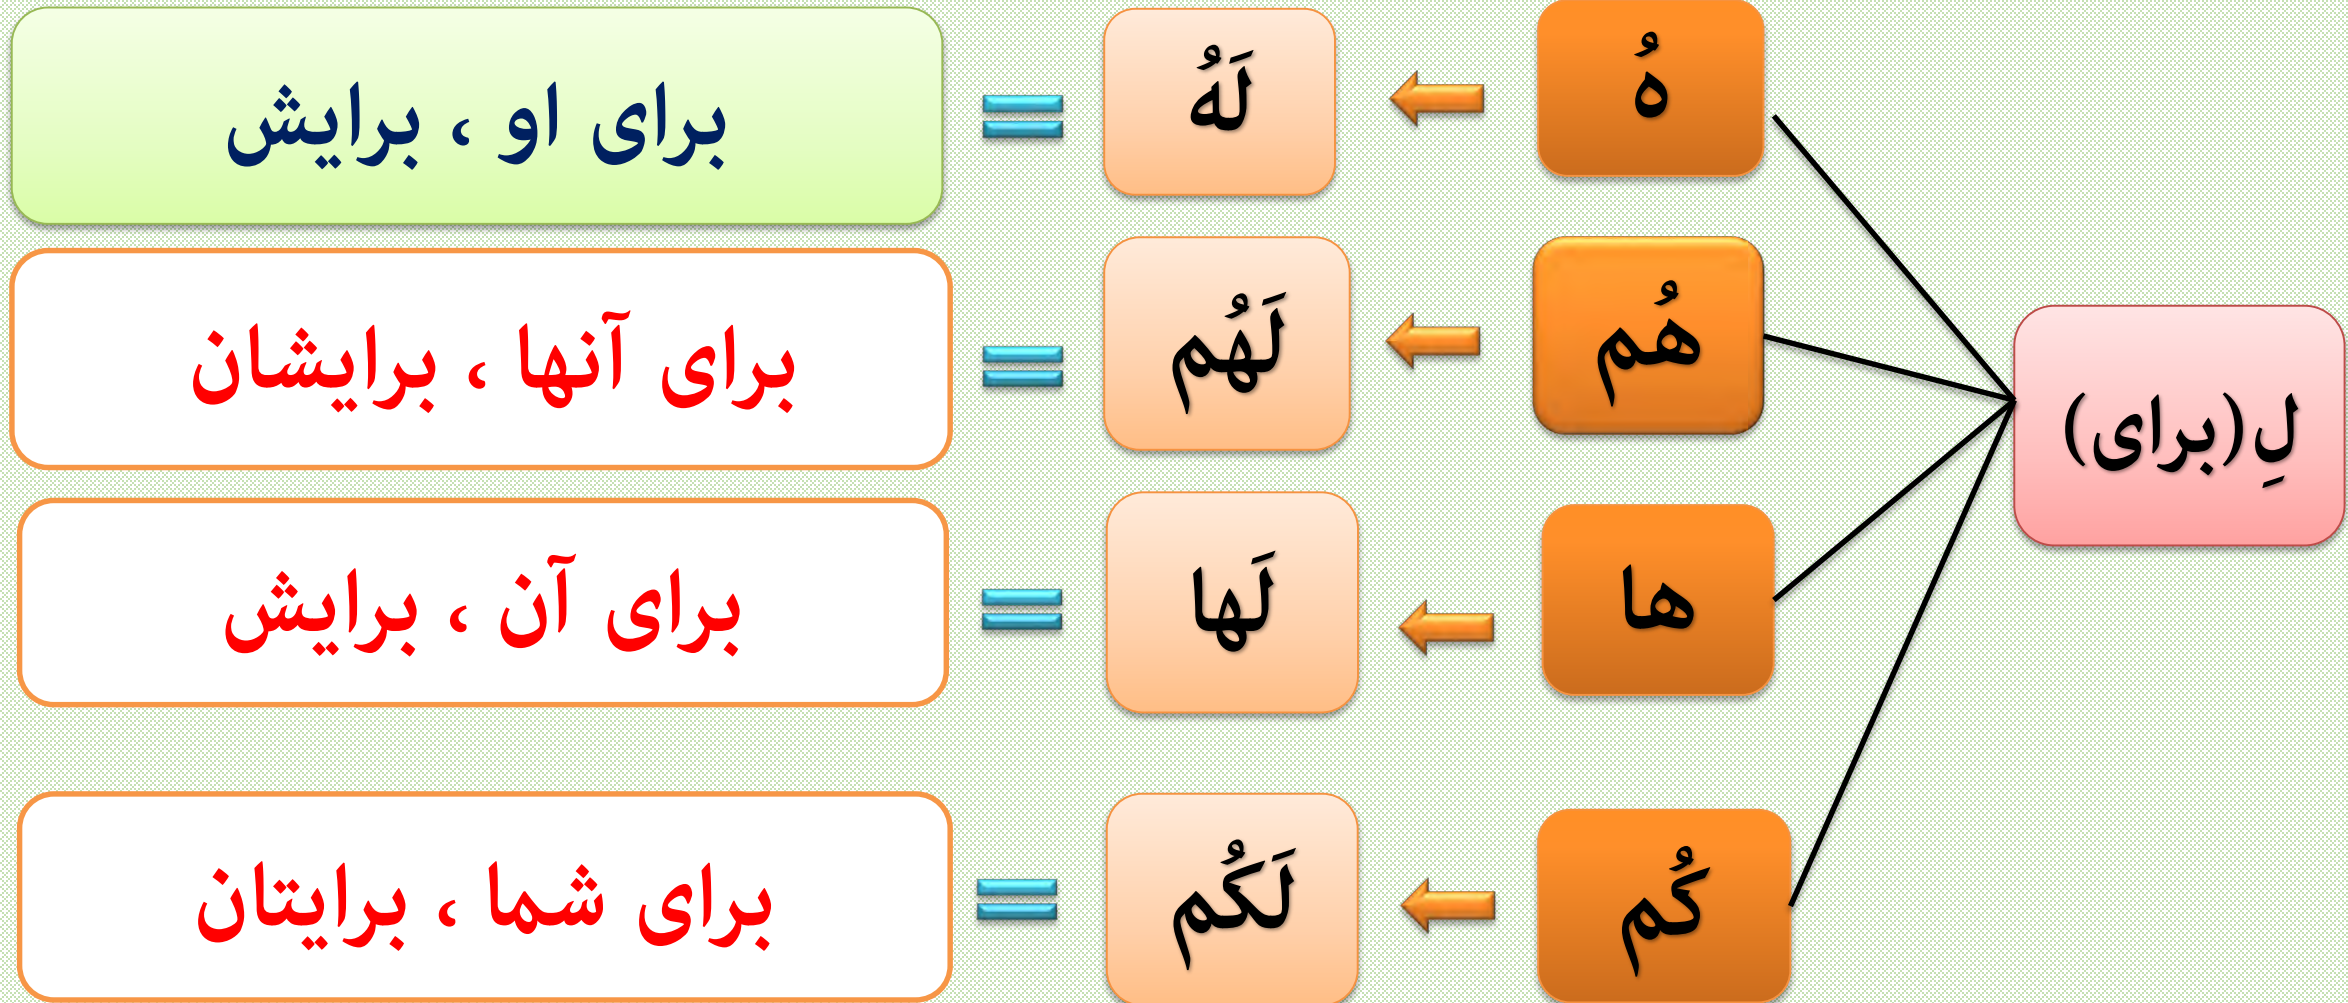 لِ(برای)
هُ
لَهُ
برای او ، برایش
هُم
لَهُم
برای آنها ، برایشان
ها
لَها
برای آن ، برایش
كُم
لَكُم
برای شما ، برایتان